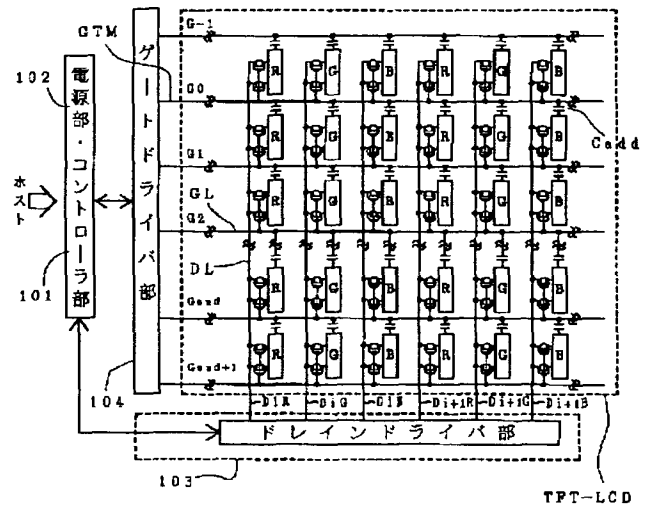 GTM
G-1
102
電源部・コントローラ部
101
ホスト
ゲートドライバ部
104
G0
G1
GL
G2
DL
Gend
Gend+1
R G B R G B
R G B R G B
R G B R G B
R G B R G B
R G B R G B
Cadd
DiR DiG DiB Di+1R Di+1G Di+1B
ドレインドライバ部
103
TFT-LCD